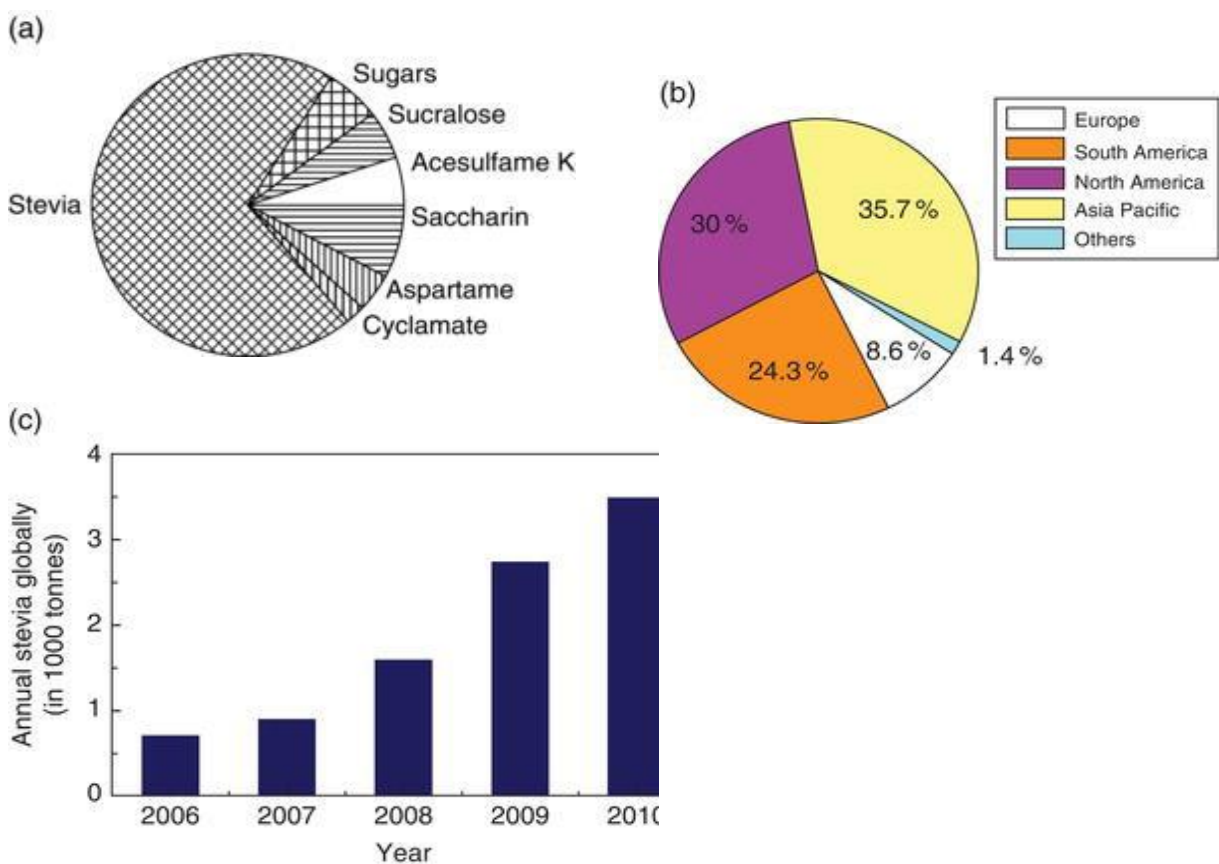 (a)
Sugars
Sucralose
Acesulfame K
Stevia
Saccharin
Aspartame
Cyclamate
(b)
Europe
South America
North America
Asia Pacific
Others
35.7 %
30 %
8.6 %
1.4 %
24.3 %
(c)
Annual stevia globally
(in 1000 tonnes)
4
3
2
1
0
2006 2007 2008 2009 2010
Year